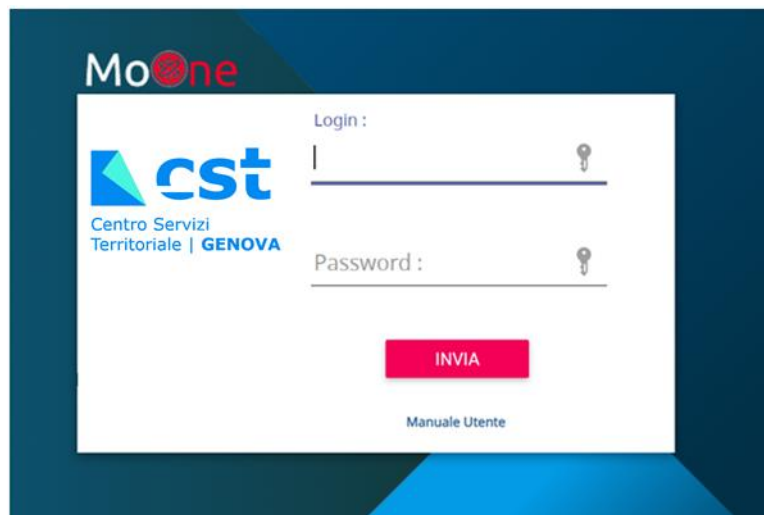 MoOne
Login :
cst
Centro Servizi
Territoriale | GENOVA
Password :
INVIA
Manuale Utente